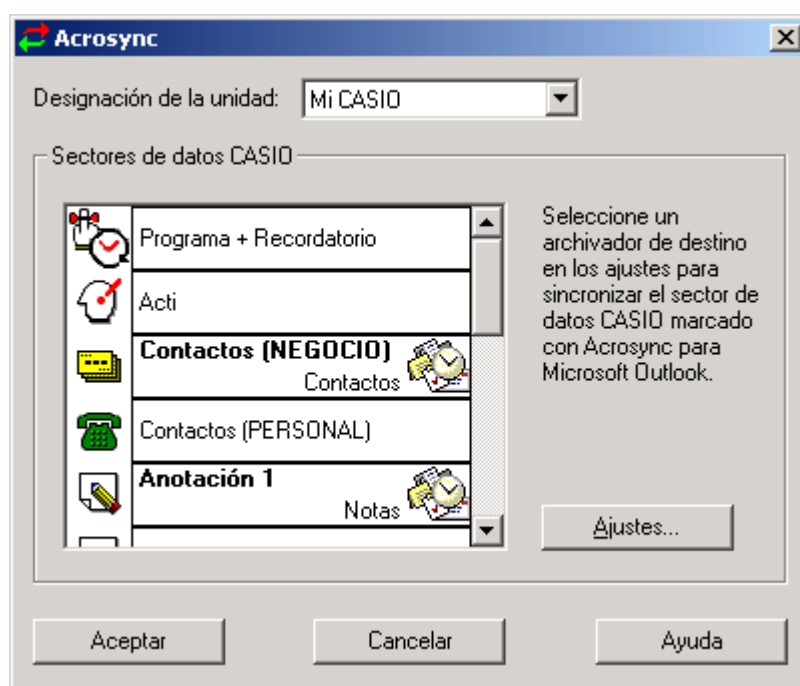 Acrosync
Designación de la unidad: Mi CASIO
Sectores de datos CASIO
Programa + Recordatorio
Acti
Contactos (NEGOCIO)
Contactos
Contactos (PERSONAL)
Anotación 1
Notas
Seleccione un
archivador de destino
en los ajustes para
sincronizar el sector de
datos CASIO marcado
con Acrosync para
Microsoft Outlook.
Ajustes...
Aceptar
Cancelar
Ayuda